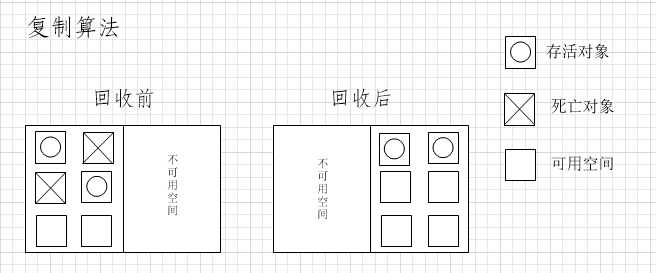 复制算法
回收前
回收后
不可用空间
不可用空间
存活对象
死亡对象
可用空间